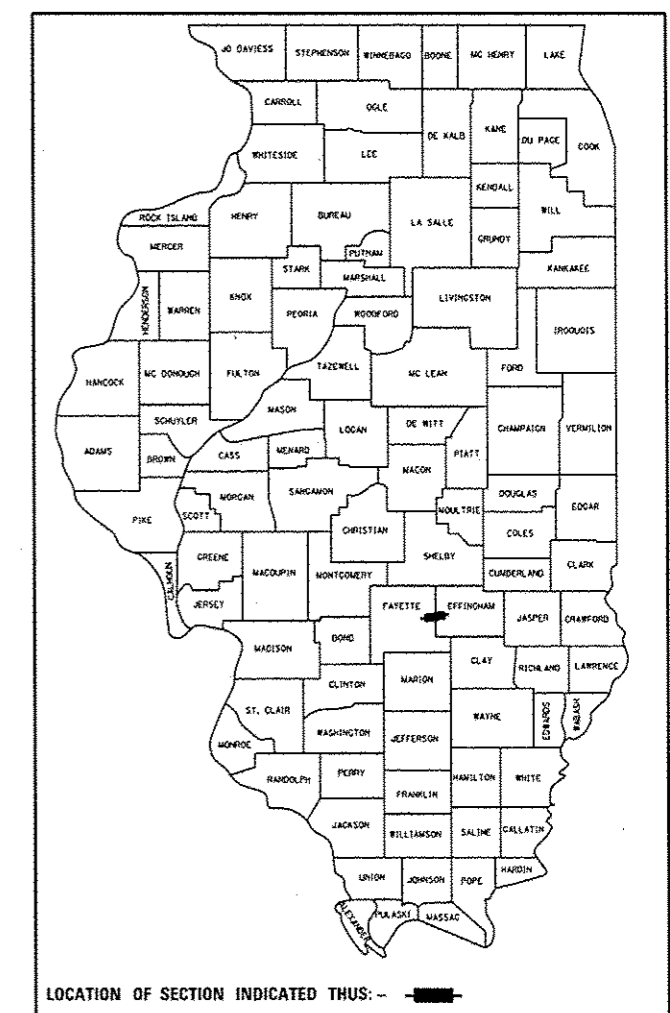 JO DAVIESS STEPHENSON WINNEBAGO BOONE MC HENRY LAKE
CARROLL OGLE DE KALB KANE DU PAGE COOK
WHITESIDE LEE KENDALL WILL
ROCK ISLAND HENRY BUREAU LA SALLE GRUNDY
MERCER PUTNAM KANKAKEE
STARK MARSHALL
HENDERSON WARREN KNOX PEORIA WOODFORD LIVINGSTON IROQUOIS
HANCOCK MC DONOUGH FULTON TAZEWELL MC LEAN FORD
SCHUYLER MASON LOGAN DE WITT CHAMPAIGN VERMILION
ADAMS BROWN CASS MENARD MACON PIATT
PIKE SCOTT MORGAN SANGAMON CHRISTIAN MOULTRIE DOUGLAS EDGAR
COLES
CALHOUN GREENE MACOUPIN MONTGOMERY SHELBY CUMBERLAND CLARK
JERSEY FAYETTE EFFINGHAM JASPER CRAWFORD
MADISON BOND CLAY RICHLAND LAWRENCE
CLINTON MARION
ST. CLAIR WAYNE EDWARDS WABASH
MONROE WASHINGTON JEFFERSON
RANDOLPH PERRY HAMILTON WHITE
FRANKLIN
JACKSON WILLIAMSON SALINE GALLATIN
UNION JOHNSON POPE HARDIN
ALEXANDER PULASKI MASSAC
LOCATION OF SECTION INDICATED THUS: -